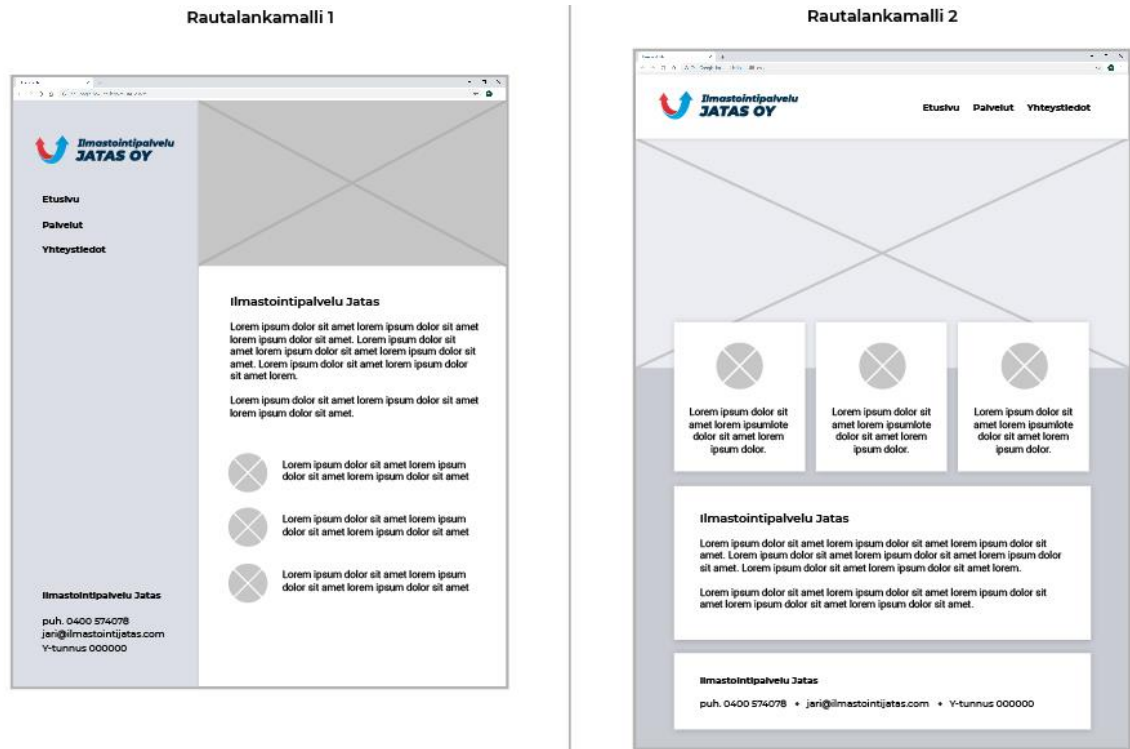 Rautalankamalli 1
Ilmastointipalvelu
JATAS OY
Etusivu
Palvelut
Yhteystiedot
Ilmastointipalvelu Jatas
Lorem ipsum dolor sit amet lorem ipsum dolor sit amet
lorem ipsum dolor sit amet. Lorem ipsum dolor sit
amet lorem ipsum dolor sit amet lorem ipsum dolor sit
amet. Lorem ipsum dolor sit amet lorem ipsum dolor
sit amet lorem.
Lorem ipsum dolor sit amet lorem ipsum dolor sit amet
lorem ipsum dolor sit amet.
Lorem ipsum dolor sit amet lorem ipsum
dolor sit amet lorem ipsum dolor sit amet
Lorem ipsum dolor sit amet lorem ipsum
dolor sit amet lorem ipsum dolor sit amet
Lorem ipsum dolor sit amet lorem ipsum
dolor sit amet lorem ipsum dolor sit amet
Ilmastointipalvelu Jatas
puh. 0400 574078
jari@ilmastointijatas.com
Y-tunnus 000000
Rautalankamalli 2
Ilmastointipalvelu
JATAS OY
Etusivu Palvelut Yhteystiedot
Lorem ipsum dolor sit
amet lorem ipsumlote
dolor sit amet lorem
ipsum dolor.
Lorem ipsum dolor sit
amet lorem ipsumlote
dolor sit amet lorem
ipsum dolor.
Lorem ipsum dolor sit
amet lorem ipsumlote
dolor sit amet lorem
ipsum dolor.
Ilmastointipalvelu Jatas
Lorem ipsum dolor sit amet lorem ipsum dolor sit amet lorem ipsum dolor sit
amet. Lorem ipsum dolor sit amet lorem ipsum dolor sit amet lorem ipsum dolor
sit amet. Lorem ipsum dolor sit amet lorem ipsum dolor sit amet lorem.
Lorem ipsum dolor sit amet lorem ipsum dolor sit amet lorem ipsum dolor sit
amet lorem ipsum dolor sit amet lorem ipsum dolor sit amet.
Ilmastointipalvelu Jatas
puh. 0400 574078 • jari@ilmastointijatas.com • Y-tunnus 000000